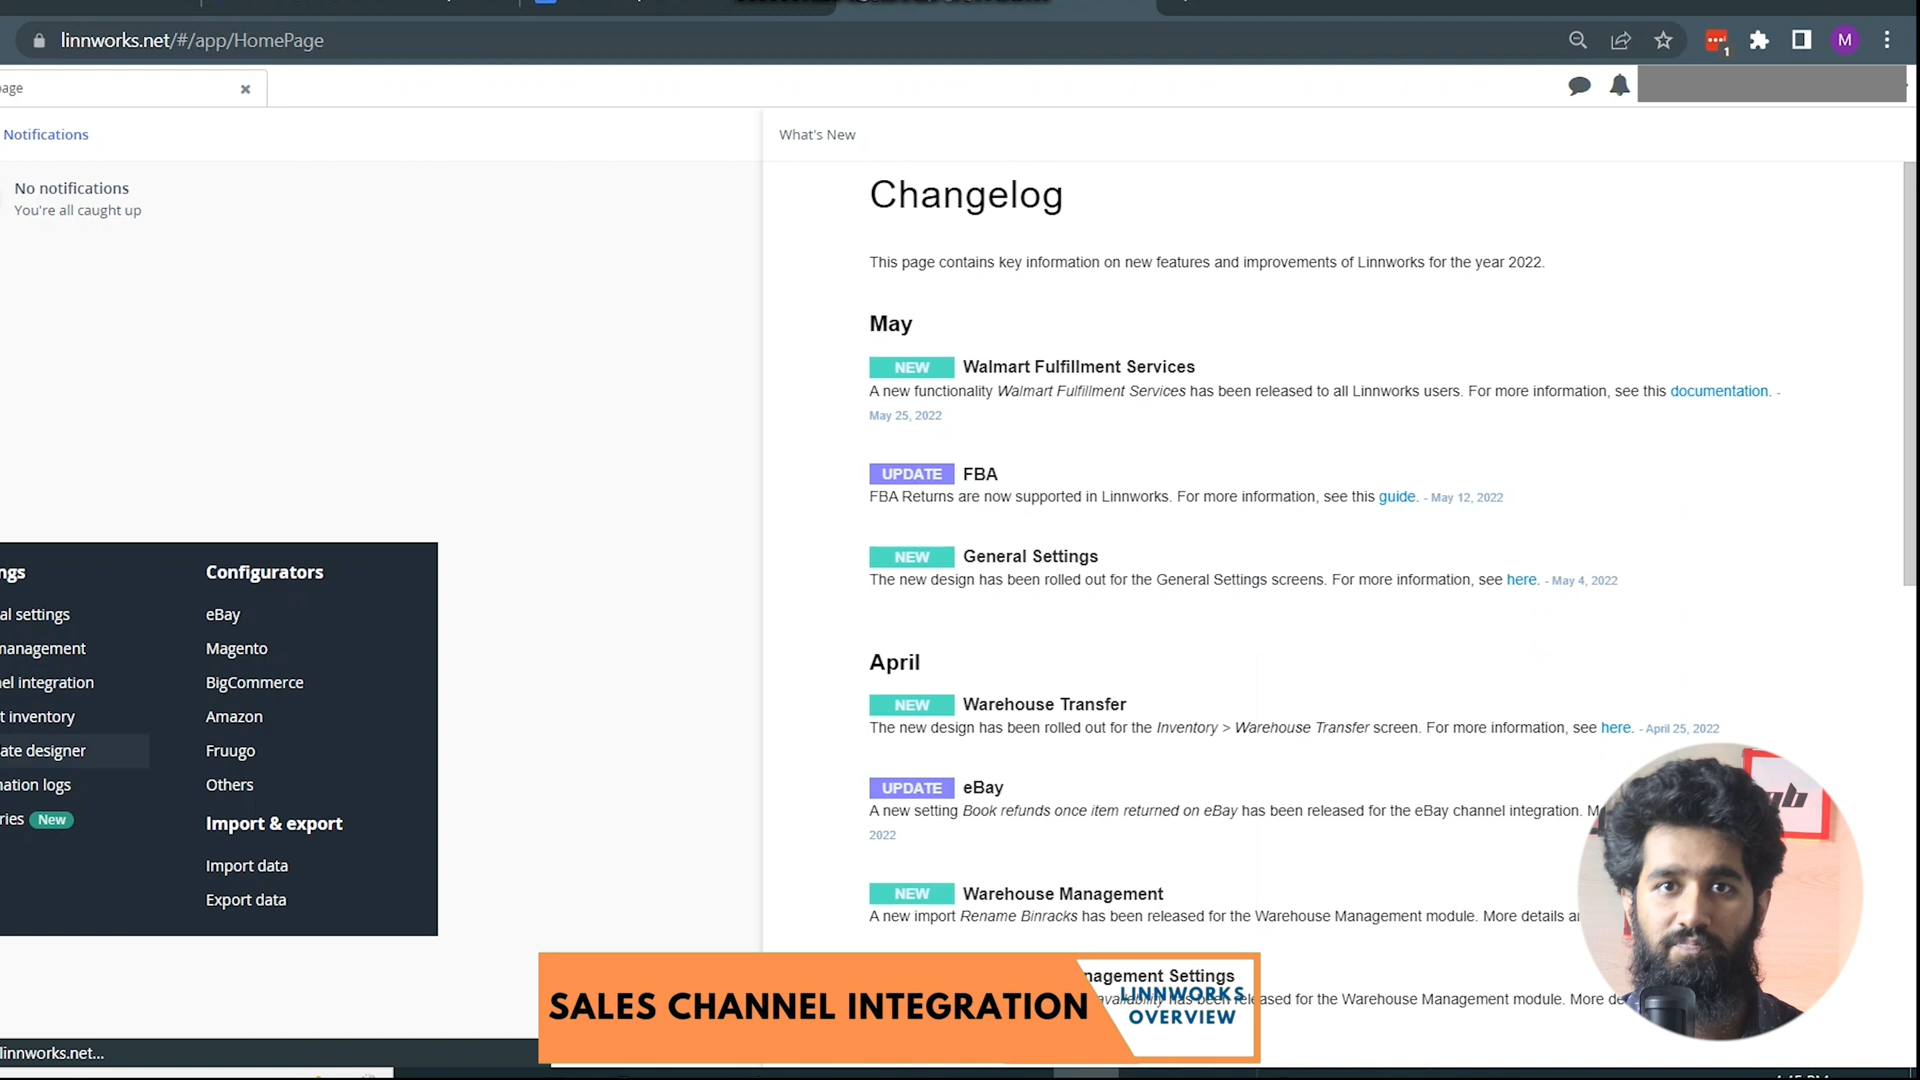 linnworks.net/#/app/HomePage
1
M
age
Notifications
What's New
No notifications
You're all caught up
Changelog
This page contains key information on new features and improvements of Linnworks for the year 2022.
May
NEW Walmart Fulfillment Services
A new functionality Walmart Fulfillment Services has been released to all Linnworks users. For more information, see this documentation. -
May 25, 2022
UPDATE FBA
FBA Returns are now supported in Linnworks. For more information, see this guide. - May 12, 2022
NEW General Settings
The new design has been rolled out for the General Settings screens. For more information, see here. - May 4, 2022
April
NEW Warehouse Transfer
The new design has been rolled out for the Inventory > Warehouse Transfer screen. For more information, see here. - April 25, 2022
UPDATE eBay
A new setting Book refunds once item returned on eBay has been released for the eBay channel integration. M
2022
NEW Warehouse Management
A new import Rename Binracks has been released for the Warehouse Management module. More details a
nagement Settings
availability has been released for the Warehouse Management module. More de
ngs
al settings
management
el integration
t inventory
ate designer
nation logs
ries New
Configurators
eBay
Magento
BigCommerce
Amazon
Fruugo
Others
Import & export
Import data
Export data
SALES CHANNEL INTEGRATION
LINNWORKS
OVERVIEW
linnworks.net...